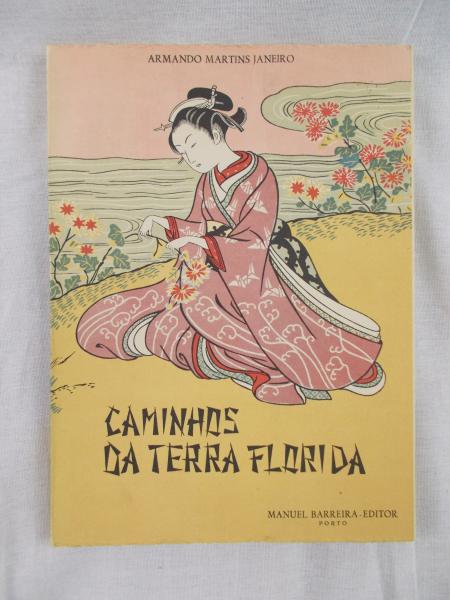 ARMANDO MARTINS JANEIRO
CAMINHOS
DA TERRA FLORIDA
MANUEL BARREIRA-EDITOR
PORTO